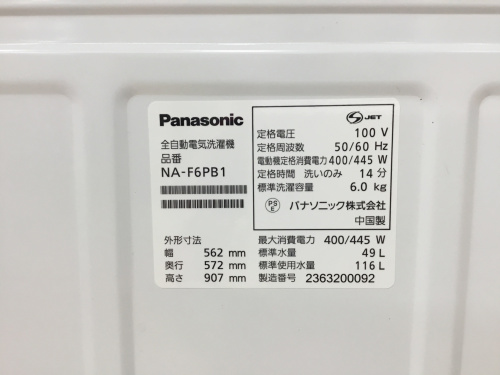 Panasonic
全自動電気洗濯機
品番
NA-F6PB1
JET
定格電圧 100 V
定格周波数 50/60 Hz
電動機定格消費電力 400/445 W
定格時間 洗いのみ 14 分
標準洗濯容量 6.0 kg
PS E パナソニック株式会社
中国製
外形寸法
幅 562 mm
奥行 572 mm
高さ 907 mm
最大消費電力 400/445 W
標準水量 49 L
標準使用水量 116 L
製造番号 2363200092